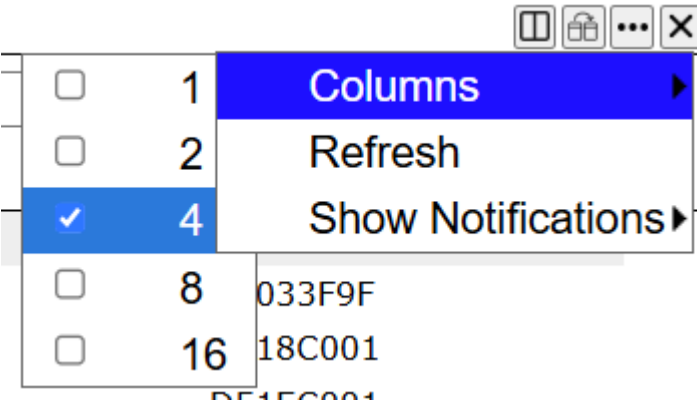 1 Columns
2 Refresh
4 Show Notifications
8
033F9F
16
18C001